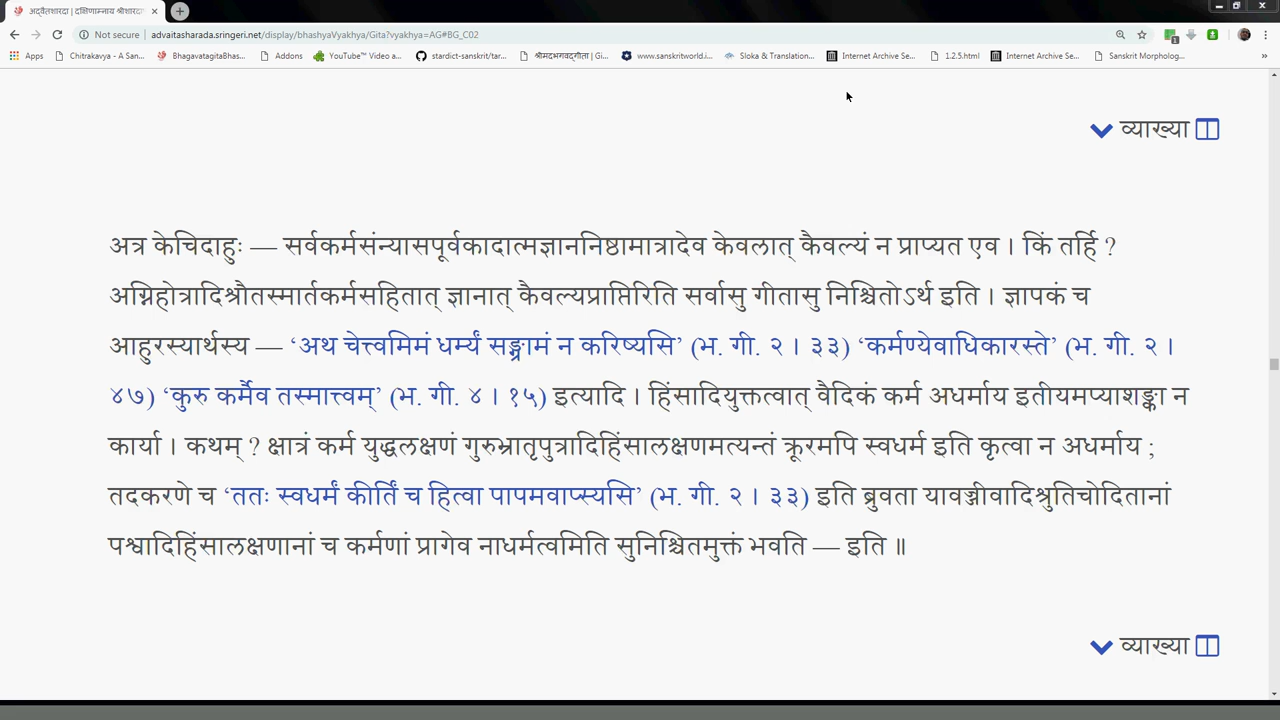 अद्वैतशारदा | दक्षिणाम्नाय श्रीशारदा
Not secure | advaitasharada.sringeri.net/display/bhashyaVyakhya/Gita?vyakhya=AG#BG_C02
Apps Chitrakavya - A San... BhagavatagitaBhas... Addons YouTube™ Video a... stardict-sanskrit/tar... श्रीमद्भगवद्गीता | Gi... www.sanskritworld.i... Sloka & Translation... Internet Archive Se... 1.2.5.html Internet Archive Se... Sanskrit Morpholog... »
व्याख्या
अत्र केचिदाहुः — सर्वकर्मसंन्यासपूर्वकादात्मज्ञाननिष्ठामात्रादेव केवलात् कैवल्यं न प्राप्यत एव । किं तर्हि ?
अग्निहोत्रादिश्रौतस्मार्तकर्मसहितात् ज्ञानात् कैवल्यप्राप्तिरिति सर्वासु गीतासु निश्चितोऽर्थ इति । ज्ञापकं च
आहुरस्यार्थस्य — ‘अथ चेत्त्वमिमं धर्म्यं सङ्ग्रामं न करिष्यसि’ (भ. गी. २ । ३३) ‘कर्मण्येवाधिकारस्ते’ (भ. गी. २ ।
४७) ‘कुरु कर्मैव तस्मात्त्वम्’ (भ. गी. ४ । १५) इत्यादि । हिंसादियुक्तत्वात् वैदिकं कर्म अधर्माय इतीयमप्याशङ्का न
कार्या । कथम् ? क्षात्रं कर्म युद्धलक्षणं गुरुभ्रातृपुत्रादिहिंसालक्षणमत्यन्तं क्रूरमपि स्वधर्म इति कृत्वा न अधर्माय ;
तदकरणे च ‘ततः स्वधर्मं कीर्तिं च हित्वा पापमवाप्स्यसि’ (भ. गी. २ । ३३) इति ब्रुवता यावज्जीवादिश्रुतिचोदितानां
पश्वादिहिंसालक्षणानां च कर्मणां प्रागेव नाधर्मत्वमिति सुनिश्चितमुक्तं भवति — इति ॥
व्याख्या